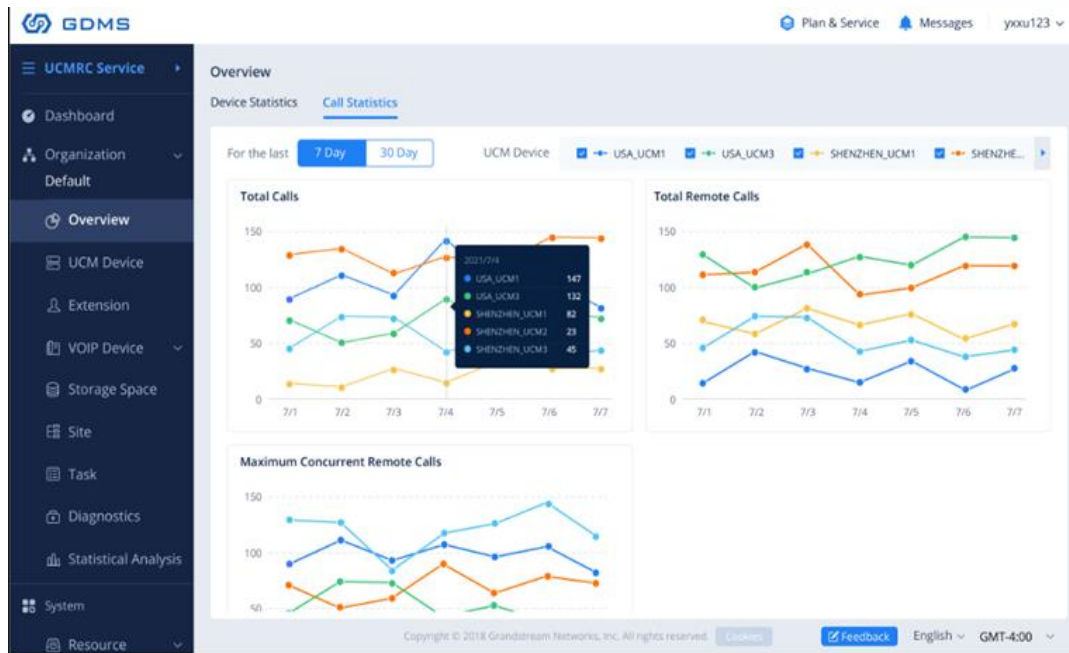 GDMS
Plan & Service Messages yxxu123
UCMRC Service
Dashboard
Organization
Default
Overview
UCM Device
Extension
VOIP Device
Storage Space
Site
Task
Diagnostics
Statistical Analysis
System
Resource
Overview
Device Statistics Call Statistics
For the last 7 Day 30 Day UCM Device USA_UCM1 USA_UCM3 SHENZHEN_UCM1 SHENZHE...
Total Calls
150
100
50
0
7/1 7/2 7/3 7/4 7/5 7/6 7/7
2021/7/4
USA_UCM1 147
USA_UCM3 132
SHENZHEN_UCM1 82
SHENZHEN_UCM2 23
SHENZHEN_UCM3 45
Total Remote Calls
150
100
50
0
7/1 7/2 7/3 7/4 7/5 7/6 7/7
Maximum Concurrent Remote Calls
150
100
50
Copyright © 2018 Grandstream Networks, Inc. All rights reserved. Cookies Feedback English GMT-4:00